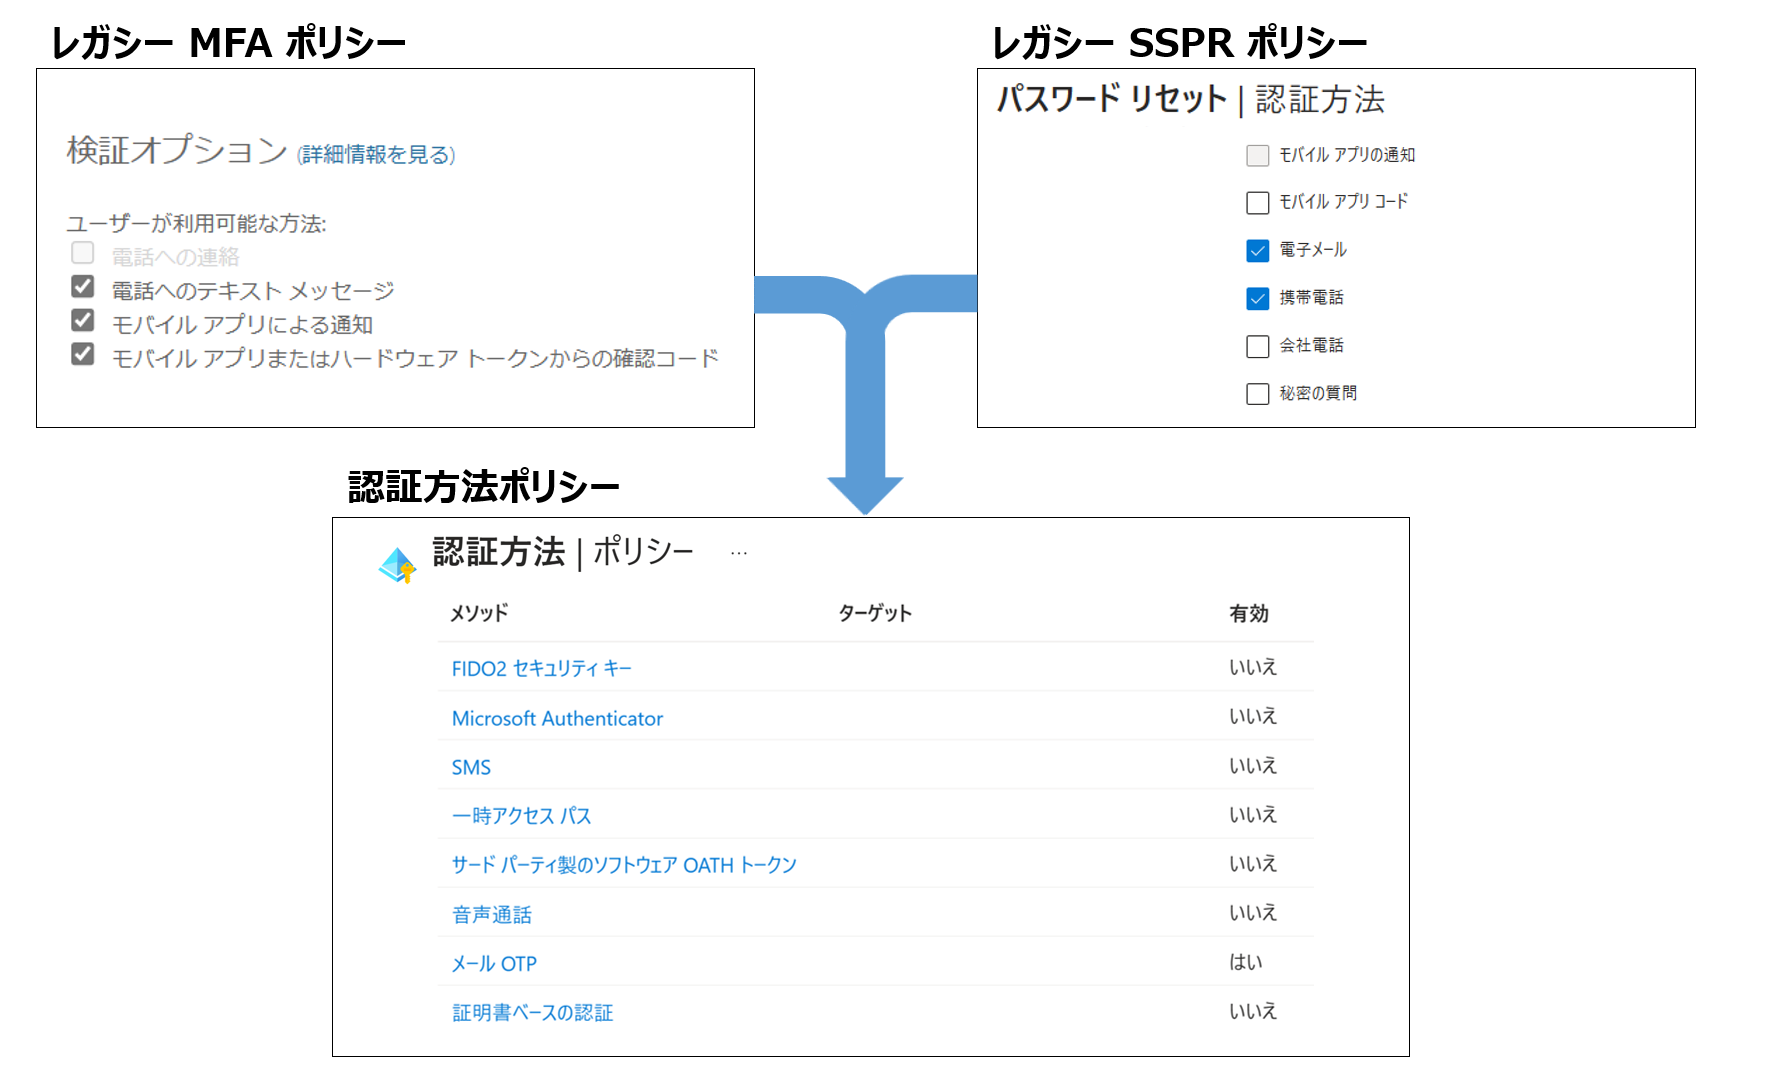 レガシー MFA ポリシー
検証オプション (詳細情報を見る)
ユーザーが利用可能な方法:
電話への連絡
電話へのテキスト メッセージ
モバイル アプリによる通知
モバイル アプリまたはハードウェア トークンからの確認コード
レガシー SSPR ポリシー
パスワード リセット | 認証方法
モバイル アプリの通知
モバイル アプリ コード
電子メール
携帯電話
会社電話
秘密の質問
認証方法ポリシー
認証方法 | ポリシー …
メソッド ターゲット 有効
FIDO2 セキュリティ キー いいえ
Microsoft Authenticator いいえ
SMS いいえ
一時アクセス パス いいえ
サード パーティ製のソフトウェア OATH トークン いいえ
音声通話 いいえ
メール OTP はい
証明書ベースの認証 いいえ